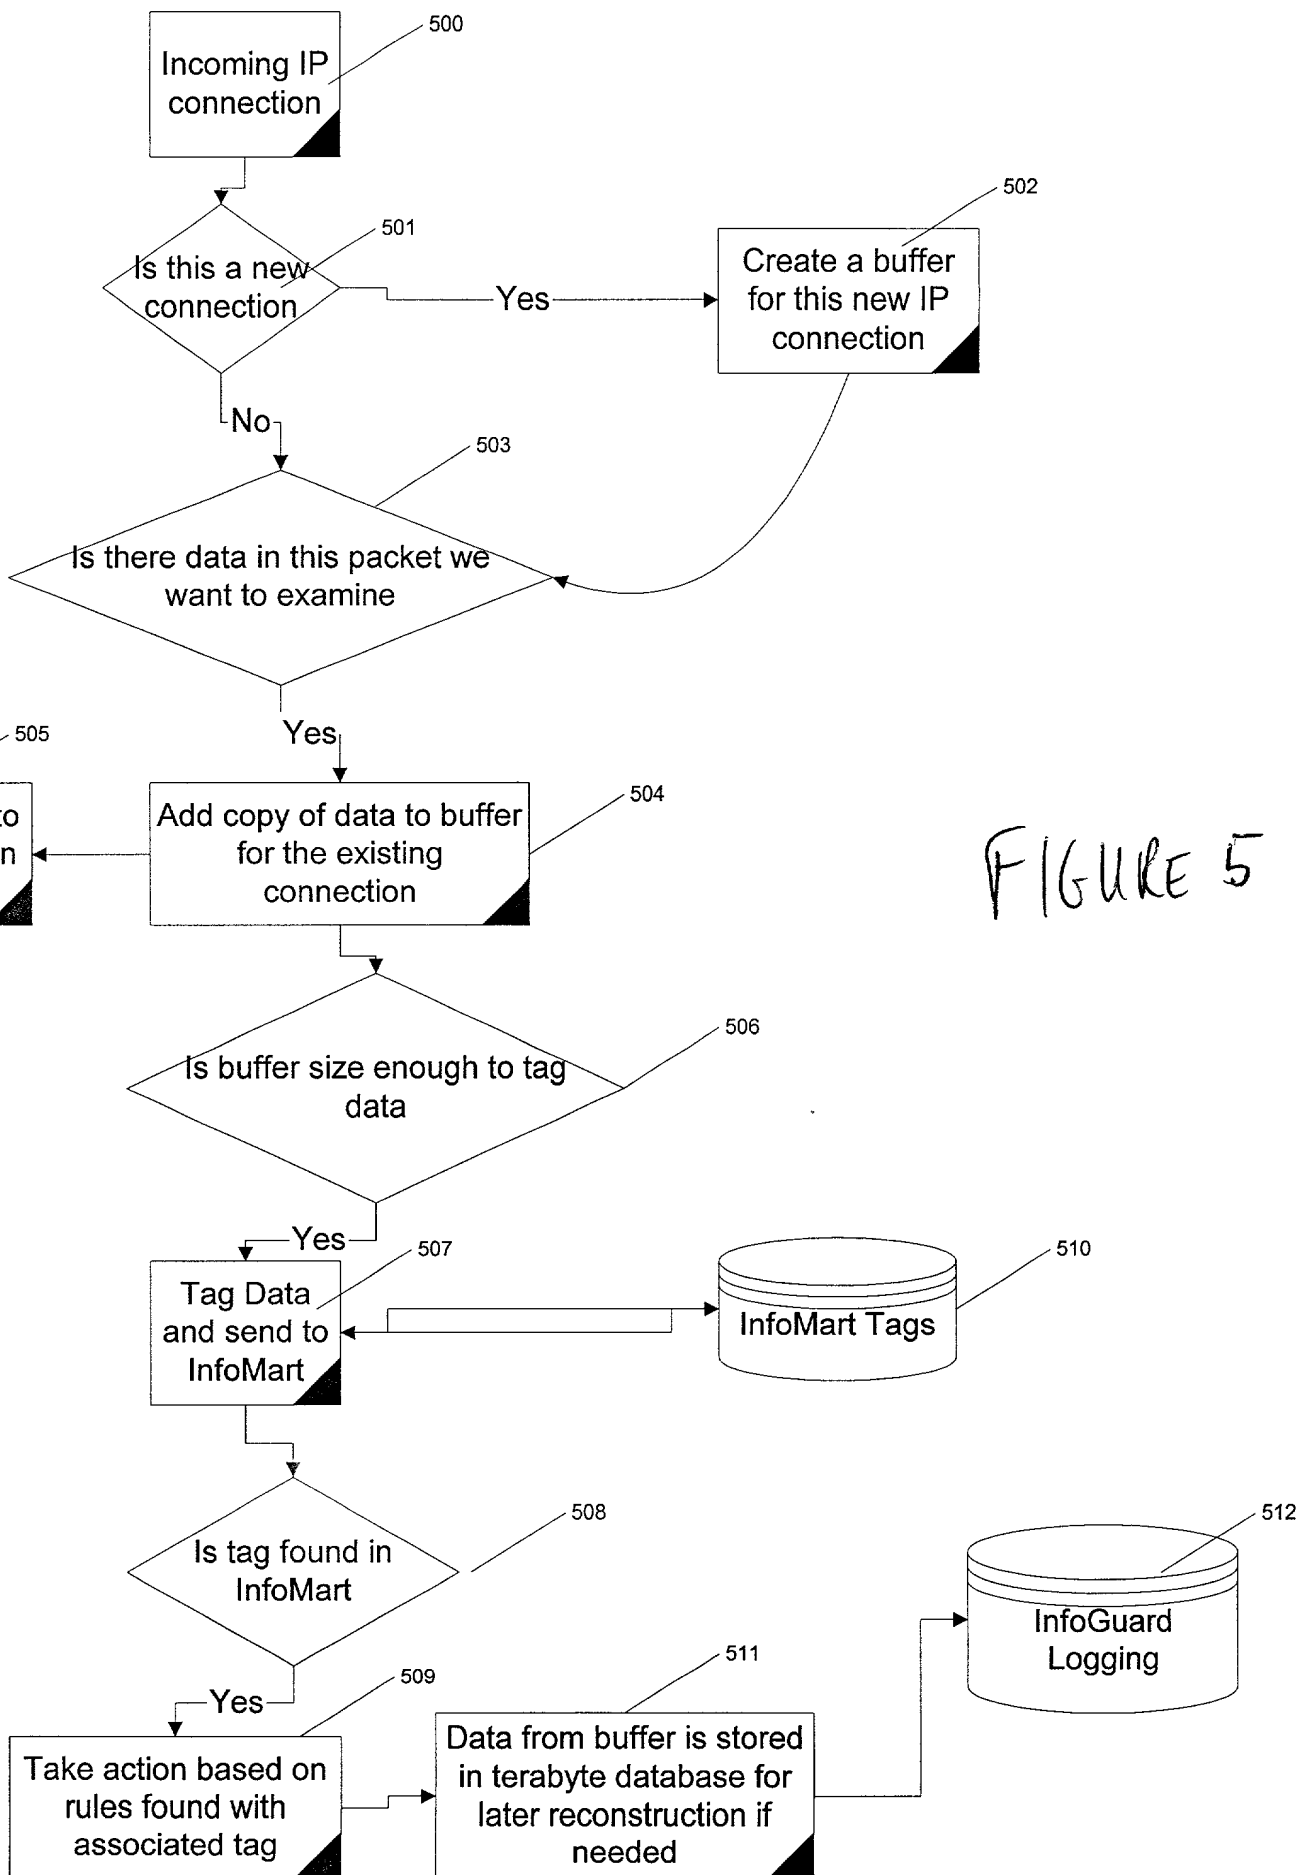 500
Incoming IP
connection
501
Is this a new
connection
Yes
502
Create a buffer
for this new IP
connection
No
503
Is there data in this packet we
want to examine
Yes
505
to
n
504
Add copy of data to buffer
for the existing
connection
FIGURE 5
506
Is buffer size enough to tag
data
Yes
507
Tag Data
and send to
InfoMart
510
InfoMart Tags
508
Is tag found in
InfoMart
512
InfoGuard
Logging
Yes
509
Take action based on
rules found with
associated tag
511
Data from buffer is stored
in terabyte database for
later reconstruction if
needed